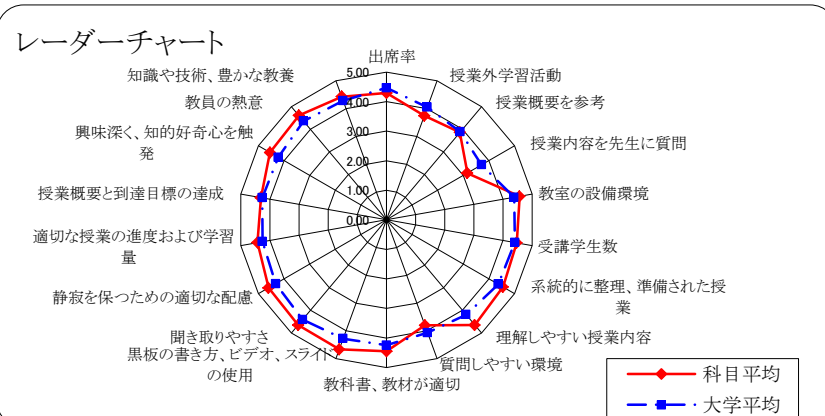 レーダーチャート
出席率
授業外学習活動
授業概要を参考
授業内容を先生に質問
教室の設備環境
受講学生数
系統的に整理、準備された授
業
理解しやすい授業内容
質問しやすい環境
教科書、教材が適切
黒板の書き方、ビデオ、スライド
の使用
聞き取りやすさ
静寂を保つための適切な配慮
適切な授業の進度および学習
量
授業概要と到達目標の達成
興味深く、知的好奇心を触
発
教員の熱意
知識や技術、豊かな教養
5.00
4.00
3.00
2.00
1.00
0.00
科目平均
大学平均